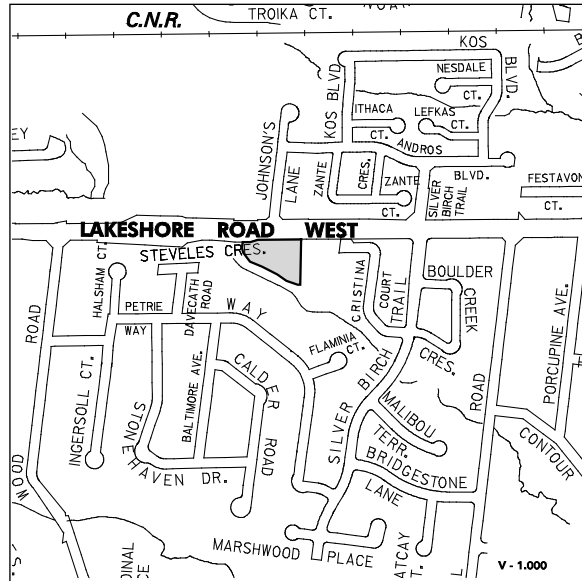 C.N.R.
TROIKA CT.
KOS
BLVD.
NESDALE
CT.
KOS BLVD
ITHACA
CT.
LEFKAS
CT.
ANDROS
BLVD.
JOHNSON'S
LANE
ZANTE
CRES.
ZANTE
CT.
SILVER
BIRCH
TRAIL
FESTAVON
CT.
EY
LAKESHORE ROAD WEST
STEVELES CRES.
HALSHAM CT.
PETRIE
WAY
DAVECATH
ROAD
WAY
CRISTINA
COURT
TRAIL
BOULDER
CREEK
CRES.
FLAMINIA
CT.
ROAD
INGERSOLL CT.
BALTIMORE AVE.
CALDER
ROAD
SILVER BIRCH
MALIBOU
TERR.
ROAD
PORCUPINE AVE.
STONEHAVEN DR.
BRIDGESTONE
LANE
CONTOUR
WOOD
MARSHWOOD PLACE
V - 1.000